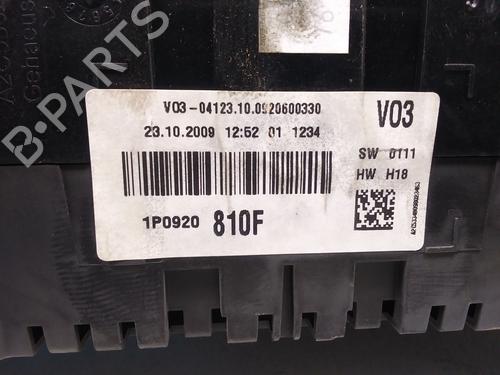 V03-04123.10.0920600330
23.10.2009 12:52 01 1234
V03
SW 0111
HW H18
1P0920 810F
B-PARTS